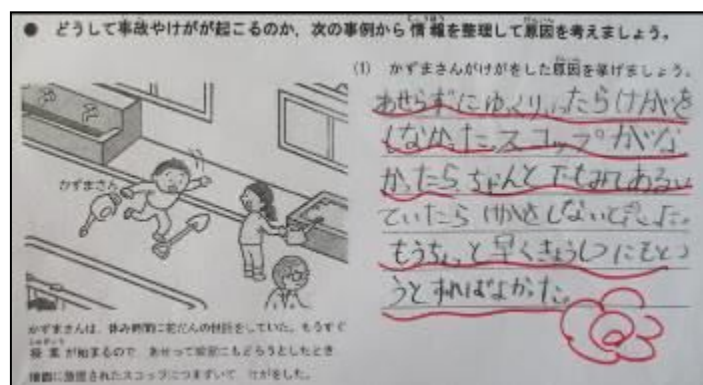 ● どうして事故やけがが起こるのか、次の事例から情報を整理して原因を考えましょう。
(1) かずまさんがけがをした原因を挙げましょう。
かずまさん
あせらずにゆっくりいったらけがを
しなかった。スコップがな
かったら、ちゃんと下をみてあるい
ていたらけがをしないで
もうちょっと早くきょうしつにもど
うとすればよかった。
かずまさんは、休み時間に花だんの世話をしていた。もうすぐ
授業が始まるので、あせって教室にもどろうとしたとき
地面に放置されたスコップにつまずいて、けがをした。